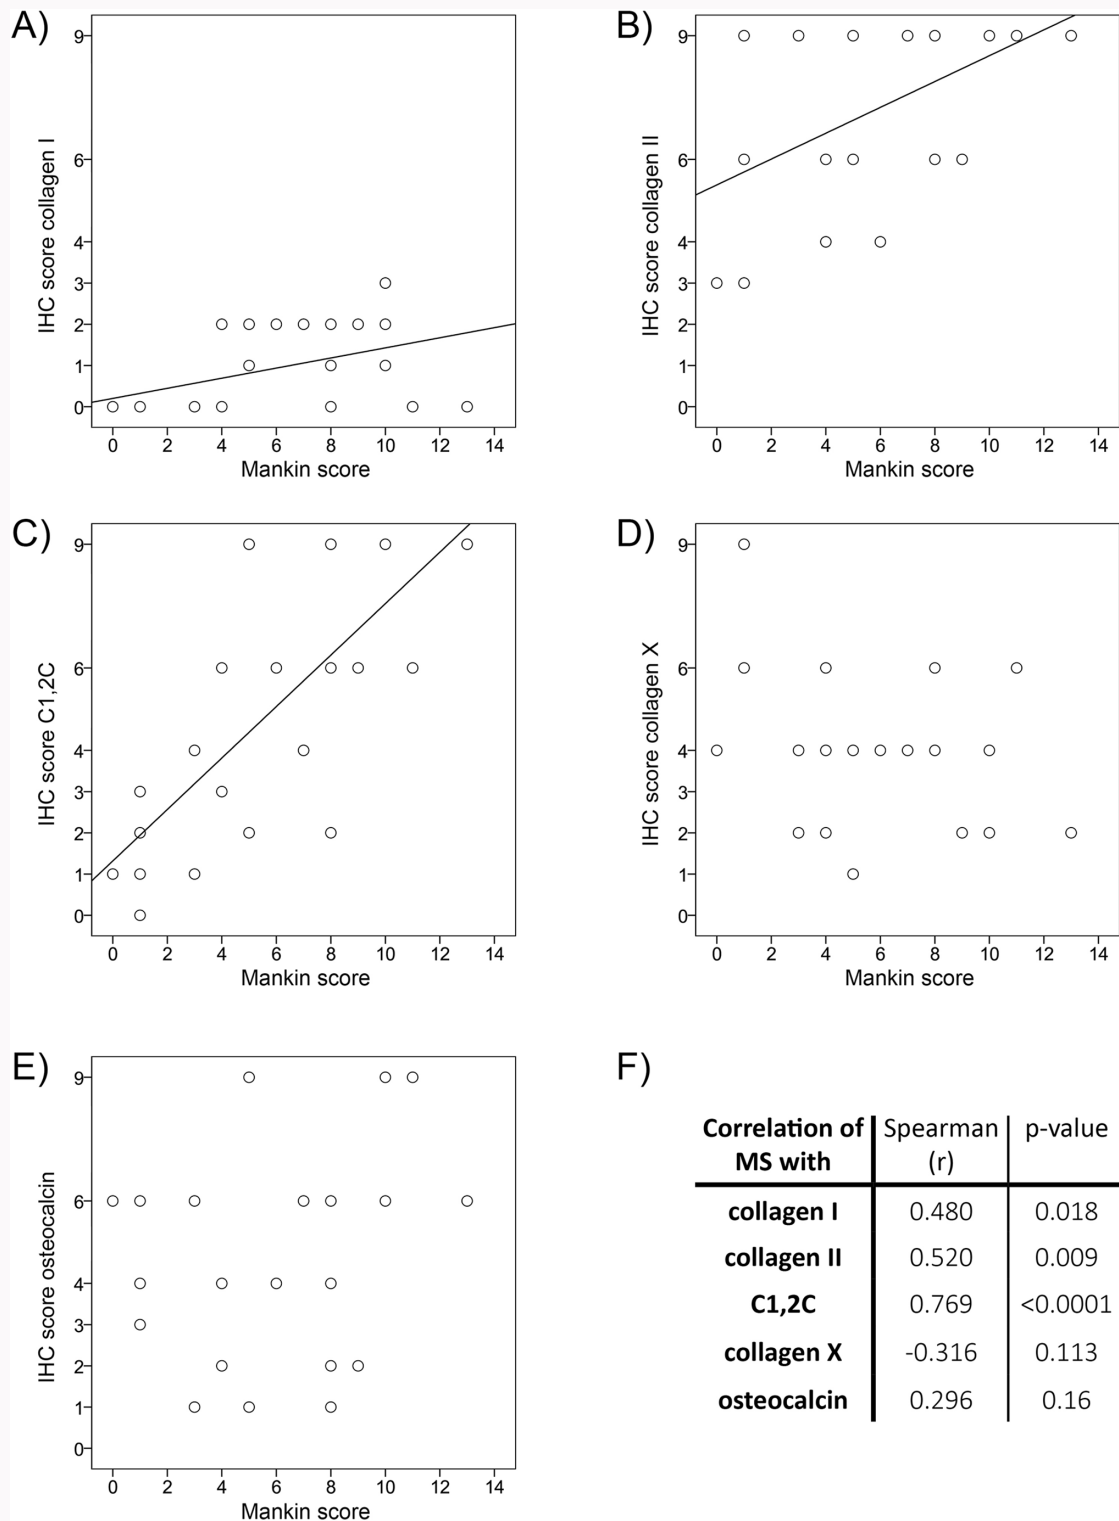 A)
IHC score collagen I
9
6
4
3
2
1
0
0 2 4 6 8 10 12 14
Mankin score
B)
IHC score collagen II
9
6
4
3
2
1
0
0 2 4 6 8 10 12 14
Mankin score
C)
IHC score C1,2C
9
6
4
3
2
1
0
0 2 4 6 8 10 12 14
Mankin score
D)
IHC score collagen X
9
6
4
3
2
1
0
0 2 4 6 8 10 12 14
Mankin score
E)
IHC score osteocalcin
9
6
4
3
2
1
0
0 2 4 6 8 10 12 14
Mankin score
F)
Correlation of Spearman p-value
MS with (r)
collagen I 0.480 0.018
collagen II 0.520 0.009
C1,2C 0.769 <0.0001
collagen X -0.316 0.113
osteocalcin 0.296 0.16